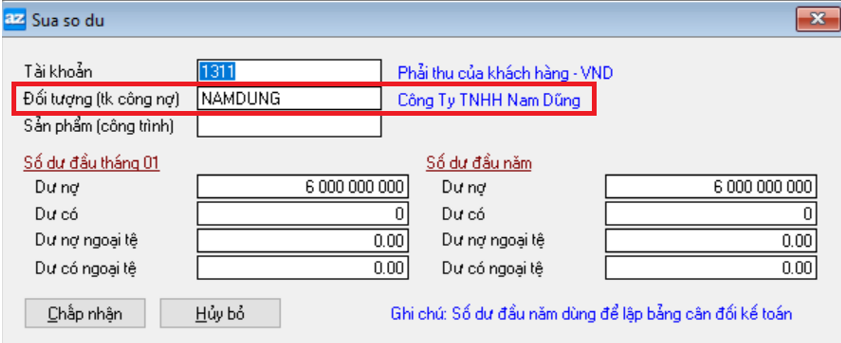 az Sua so du
Tài khoản 1311 Phải thu của khách hàng - VND
Đối tượng (tk công nợ) NAMDUNG Công Ty TNHH Nam Dũng
Sản phẩm (công trình)
Số dư đầu tháng 01 Số dư đầu năm
Dư nợ 6 000 000 000 Dư nợ 6 000 000 000
Dư có 0 Dư có 0
Dư nợ ngoại tệ 0.00 Dư nợ ngoại tệ 0.00
Dư có ngoại tệ 0.00 Dư có ngoại tệ 0.00
Chấp nhận Hủy bỏ Ghi chú: Số dư đầu năm dùng để lập bảng cân đối kế toán